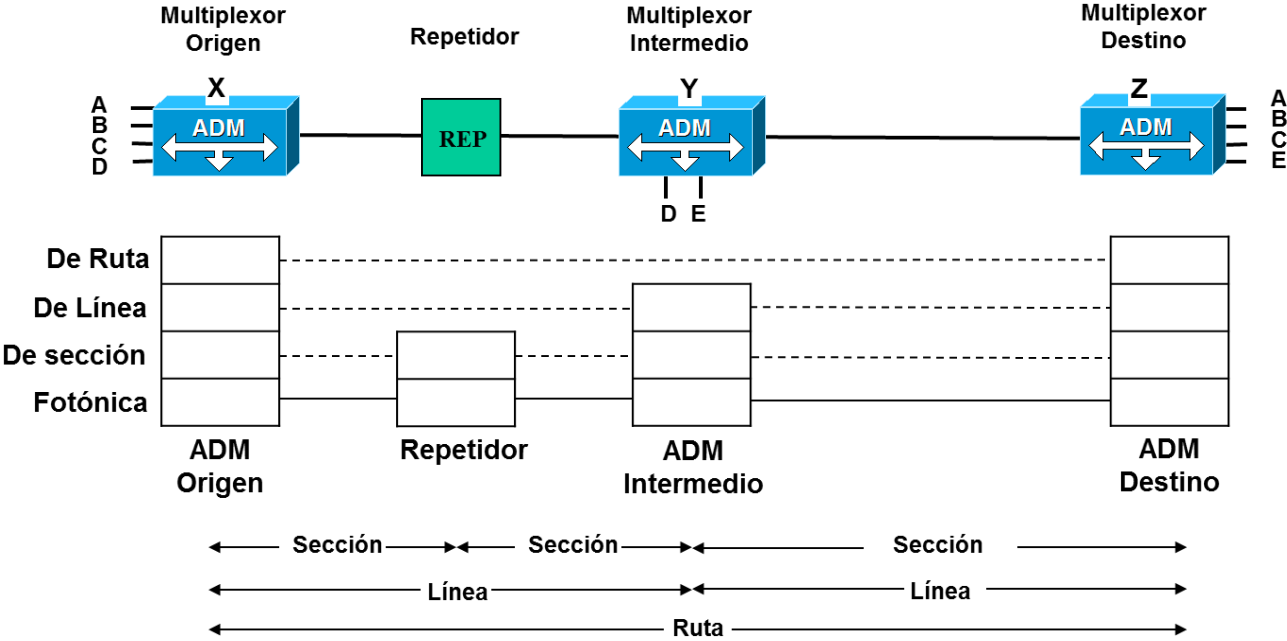 Multiplexor
Origen
Repetidor
Multiplexor
Intermedio
Multiplexor
Destino
X
Y
Z
A
B
C
D
ADM
REP
ADM
D E
ADM
A
B
C
E
De Ruta
De Línea
De sección
Fotónica
ADM
Origen
Repetidor
ADM
Intermedio
ADM
Destino
Sección
Sección
Sección
Línea
Línea
Ruta